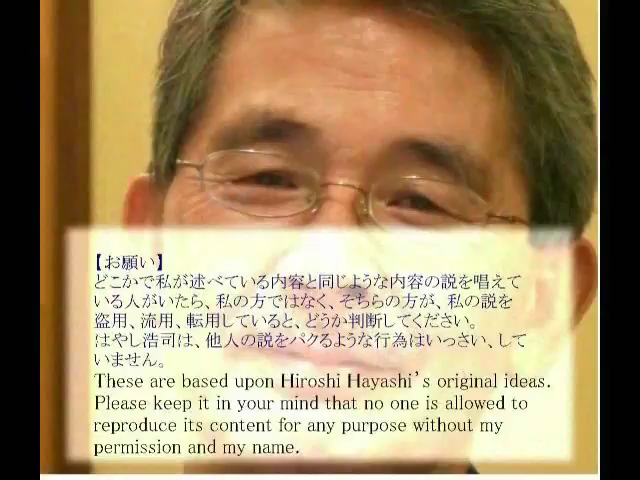 【お願い】
どこかで私が述べている内容と同じような内容の説を唱えて
いる人がいたら、私の方ではなく、そちらの方が、私の説を
盗用、流用、転用していると、どうか判断してください。
はやし浩司は、他人の説をパクるような行為はいっさい、して
いません。
These are based upon Hiroshi Hayashi's original ideas.
Please keep it in your mind that no one is allowed to
reproduce its content for any purpose without my
permission and my name.